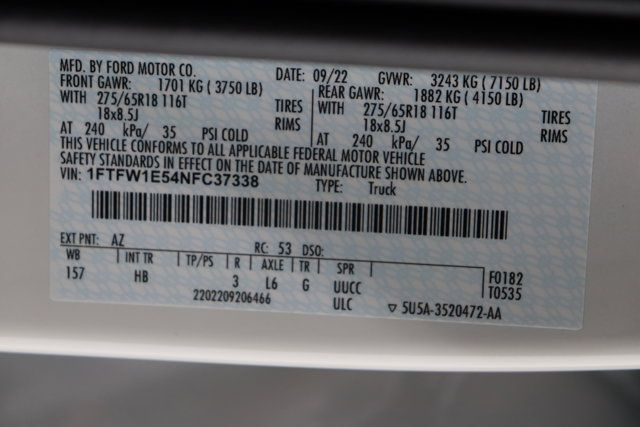 MFD. BY FORD MOTOR CO. DATE: 09/22 GVWR: 3243 KG ( 7150 LB)
FRONT GAWR: 1701 KG ( 3750 LB) REAR GAWR: 1882 KG ( 4150 LB)
WITH 275/65R18 116T TIRES WITH 275/65R18 116T TIRES
18x8.5J RIMS 18x8.5J RIMS
AT 240 kPa/ 35 PSI COLD AT 240 kPa/ 35 PSI COLD
THIS VEHICLE CONFORMS TO ALL APPLICABLE FEDERAL MOTOR VEHICLE
SAFETY STANDARDS IN EFFECT ON THE DATE OF MANUFACTURE SHOWN ABOVE.
VIN: 1FTFW1E54NFC37338 TYPE: Truck
EXT PNT: AZ RC: 53 DSO:
WB INT TR TP/PS R AXLE TR SPR F0182
157 HB 3 L6 G UUCC T0535
2202209206466 ULC ▽ 5U5A-3520472-AA